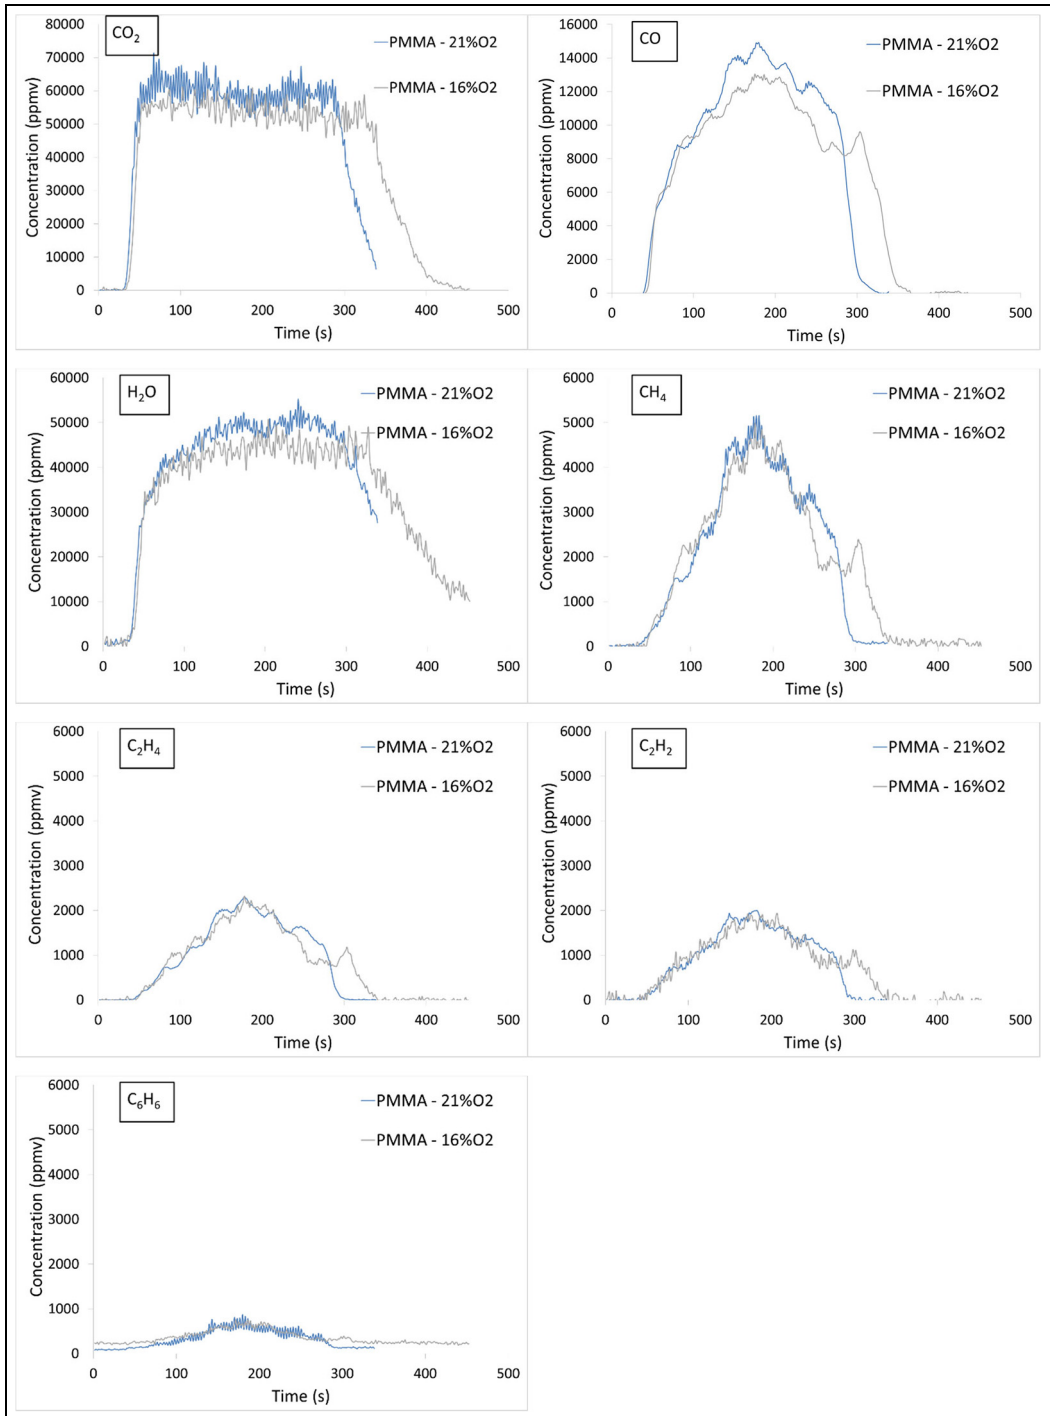 CO2
80000
70000
60000
50000
40000
30000
20000
10000
0
Concentration (ppmv)
PMMA - 21%O2
PMMA - 16%O2
0 100 200 300 400 500
Time (s)
CO
16000
14000
12000
10000
8000
6000
4000
2000
0
Concentration (ppmv)
PMMA - 21%O2
PMMA - 16%O2
0 100 200 300 400 500
Time (s)
H2O
60000
50000
40000
30000
20000
10000
0
Concentration (ppmv)
PMMA - 21%O2
PMMA - 16%O2
0 100 200 300 400 500
Time (s)
CH4
6000
5000
4000
3000
2000
1000
0
Concentration (ppmv)
PMMA - 21%O2
PMMA - 16%O2
0 100 200 300 400 500
Time (s)
C2H4
6000
5000
4000
3000
2000
1000
0
Concentration (ppmv)
PMMA - 21%O2
PMMA - 16%O2
0 100 200 300 400 500
Time (s)
C2H2
6000
5000
4000
3000
2000
1000
0
Concentration (ppmv)
PMMA - 21%O2
PMMA - 16%O2
0 100 200 300 400 500
Time (s)
C6H6
6000
5000
4000
3000
2000
1000
0
Concentration (ppmv)
PMMA - 21%O2
PMMA - 16%O2
0 100 200 300 400 500
Time (s)